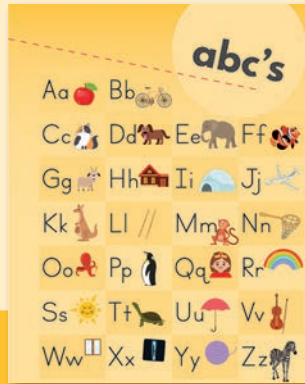 abc's
Aa Bb
Cc Dd Ee Ff
Gg Hh Ii Jj
Kk Ll Mm Nn
Oo Pp Qq Rr
Ss Tt Uu Vv
Ww Xx Yy Zz